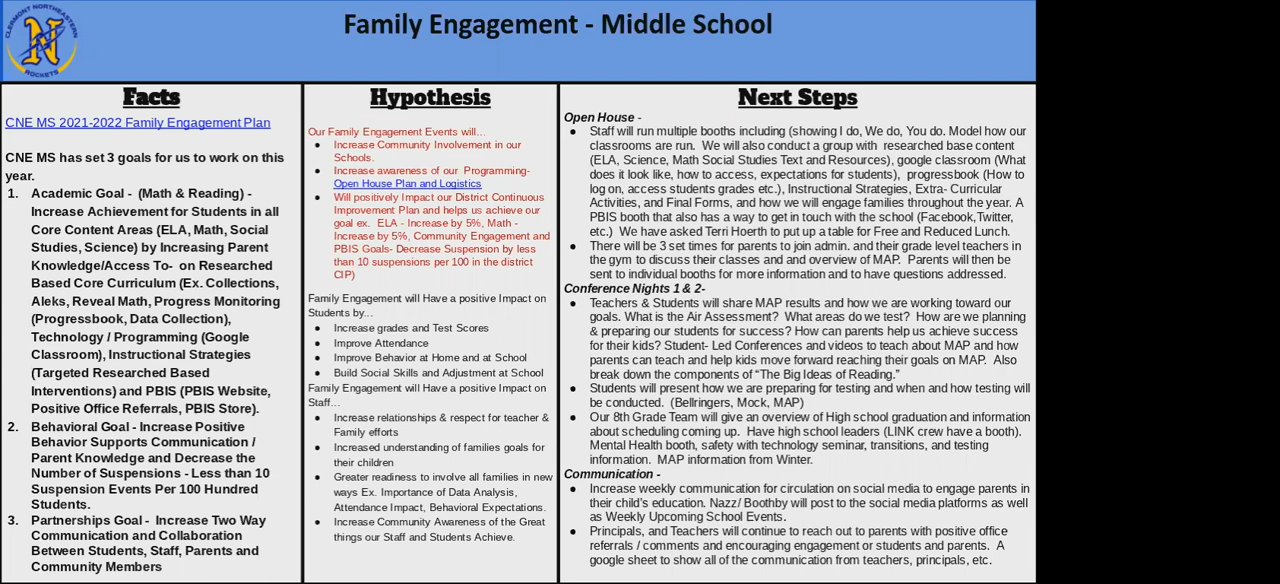 CLERMONT NORTHEASTERN
N
ROCKETS
Family Engagement - Middle School
Facts
CNE MS 2021-2022 Family Engagement Plan
CNE MS has set 3 goals for us to work on this
year.
1. Academic Goal - (Math & Reading) -
Increase Achievement for Students in all
Core Content Areas (ELA, Math, Social
Studies, Science) by Increasing Parent
Knowledge/Access To- on Researched
Based Core Curriculum (Ex. Collections,
Aleks, Reveal Math, Progress Monitoring
(Progressbook, Data Collection),
Technology / Programming (Google
Classroom), Instructional Strategies
(Targeted Researched Based
Interventions) and PBIS (PBIS Website,
Positive Office Referrals, PBIS Store).
2. Behavioral Goal - Increase Positive
Behavior Supports Communication /
Parent Knowledge and Decrease the
Number of Suspensions - Less than 10
Suspension Events Per 100 Hundred
Students.
3. Partnerships Goal - Increase Two Way
Communication and Collaboration
Between Students, Staff, Parents and
Community Members
Hypothesis
Our Family Engagement Events will...
● Increase Community Involvement in our
Schools.
● Increase awareness of our Programming-
Open House Plan and Logistics
● Will positively Impact our District Continuous
Improvement Plan and helps us achieve our
goal ex. ELA - Increase by 5%, Math -
Increase by 5%, Community Engagement and
PBIS Goals- Decrease Suspension by less
than 10 suspensions per 100 in the district
CIP)
Family Engagement will Have a positive Impact on
Students by...
● Increase grades and Test Scores
● Improve Attendance
● Improve Behavior at Home and at School
● Build Social Skills and Adjustment at School
Family Engagement will Have a positive Impact on
Staff...
● Increase relationships & respect for teacher &
Family efforts
● Increased understanding of families goals for
their children
● Greater readiness to involve all families in new
ways Ex. Importance of Data Analysis,
Attendance Impact, Behavioral Expectations.
● Increase Community Awareness of the Great
things our Staff and Students Achieve.
Next Steps
Open House -
● Staff will run multiple booths including (showing I do, We do, You do. Model how our
classrooms are run. We will also conduct a group with researched base content
(ELA, Science, Math Social Studies Text and Resources), google classroom (What
does it look like, how to access, expectations for students), progressbook (How to
log on, access students grades etc.), Instructional Strategies, Extra- Curricular
Activities, and Final Forms, and how we will engage families throughout the year. A
PBIS booth that also has a way to get in touch with the school (Facebook,Twitter,
etc.) We have asked Terri Hoerth to put up a table for Free and Reduced Lunch.
● There will be 3 set times for parents to join admin. and their grade level teachers in
the gym to discuss their classes and and overview of MAP. Parents will then be
sent to individual booths for more information and to have questions addressed.
Conference Nights 1 & 2-
● Teachers & Students will share MAP results and how we are working toward our
goals. What is the Air Assessment? What areas do we test? How are we planning
& preparing our students for success? How can parents help us achieve success
for their kids? Student- Led Conferences and videos to teach about MAP and how
parents can teach and help kids move forward reaching their goals on MAP. Also
break down the components of "The Big Ideas of Reading."
● Students will present how we are preparing for testing and when and how testing will
be conducted. (Bellringers, Mock, MAP)
● Our 8th Grade Team will give an overview of High school graduation and information
about scheduling coming up. Have high school leaders (LINK crew have a booth).
Mental Health booth, safety with technology seminar, transitions, and testing
information. MAP information from Winter.
Communication -
● Increase weekly communication for circulation on social media to engage parents in
their child's education. Nazz/ Boothby will post to the social media platforms as well
as Weekly Upcoming School Events.
● Principals, and Teachers will continue to reach out to parents with positive office
referrals / comments and encouraging engagement or students and parents. A
google sheet to show all of the communication from teachers, principals, etc.